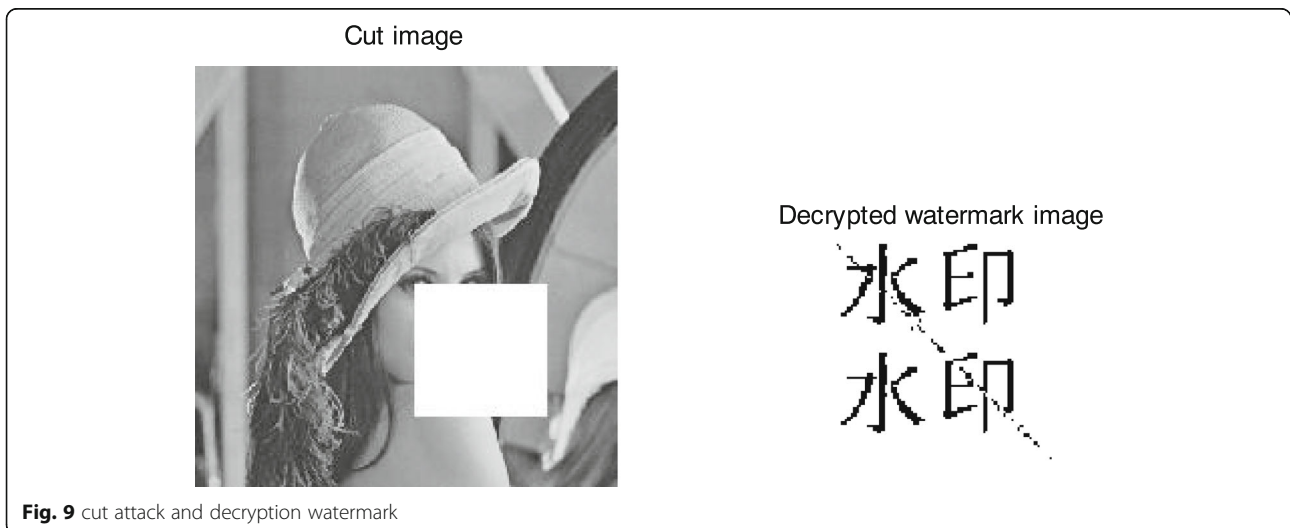 Cut image
Decrypted watermark image
水印
水印
Fig. 9 cut attack and decryption watermark